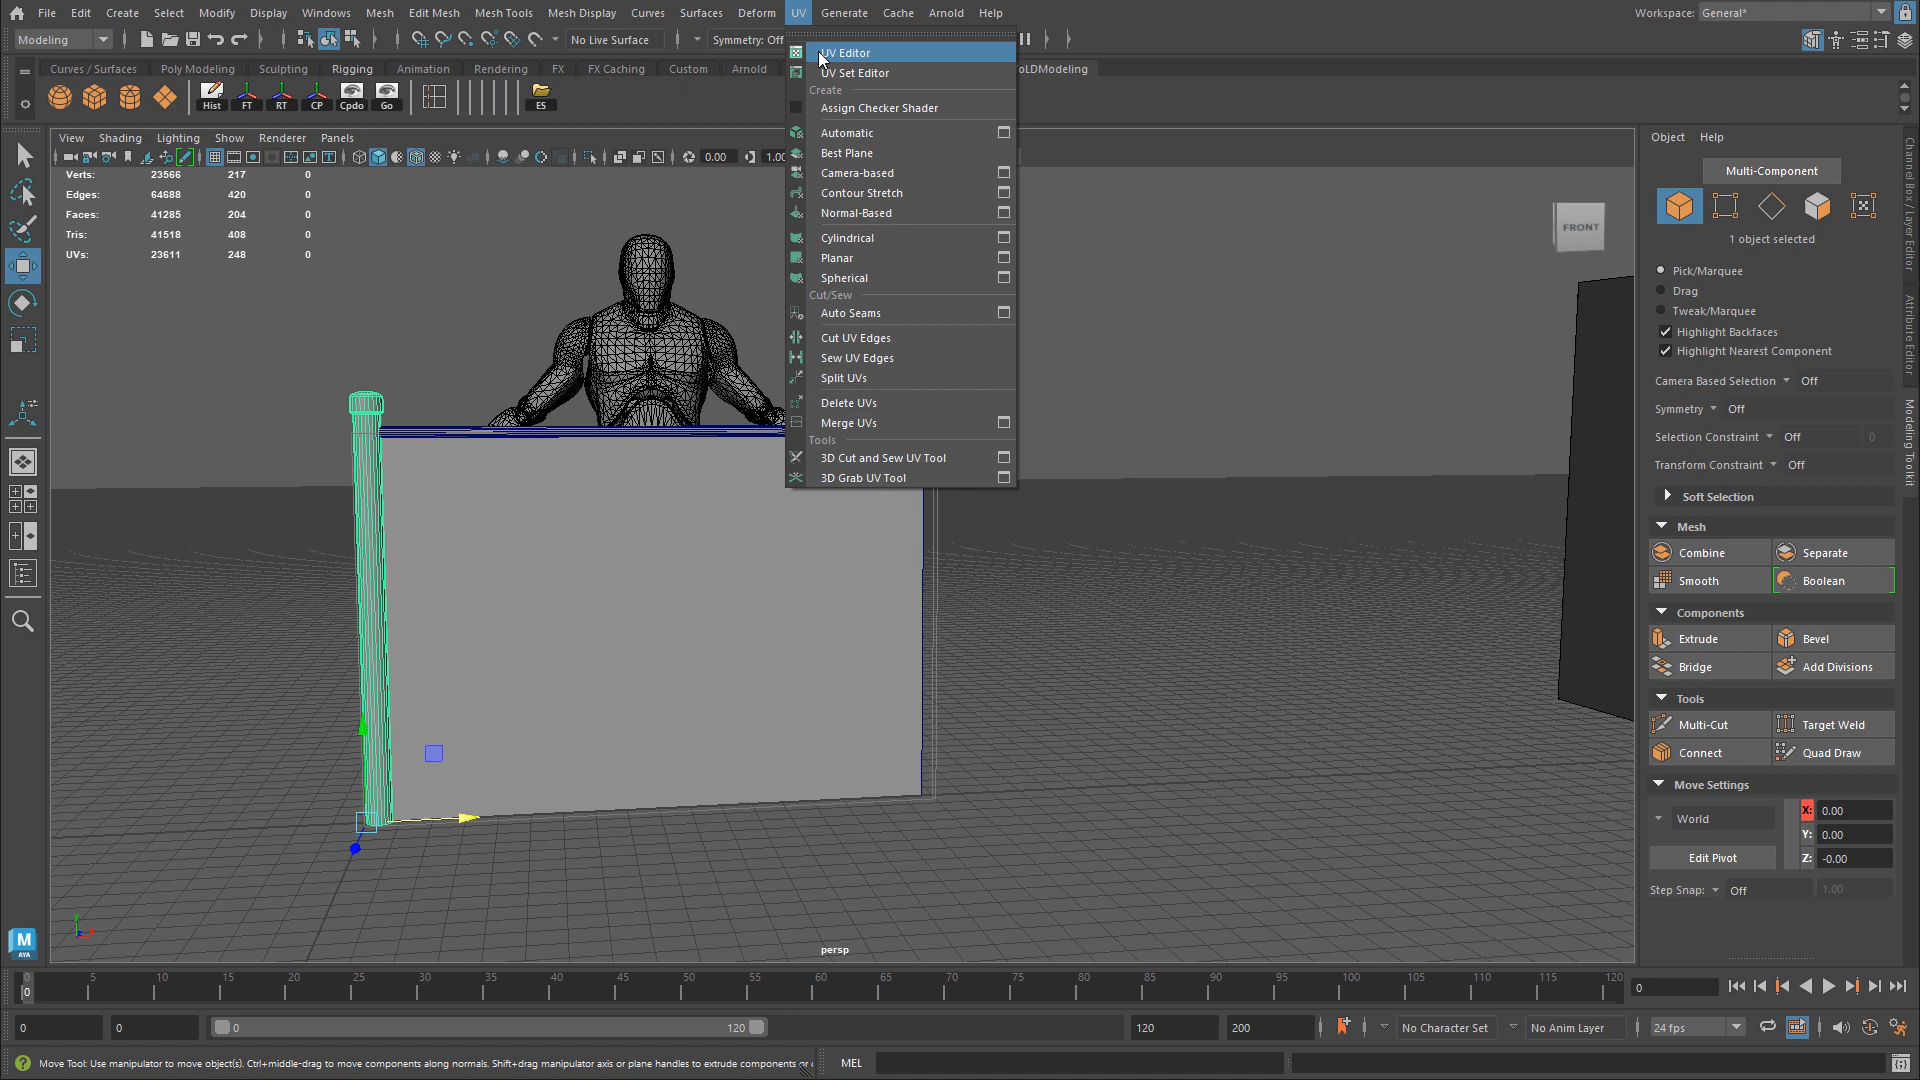 File Edit Create Select Modify Display Windows Mesh Edit Mesh Mesh Tools Mesh Display Curves Surfaces Deform UV Generate Cache Arnold Help
Workspace: General*
Modeling
No Live Surface
Symmetry: Off
Curves / Surfaces Poly Modeling Sculpting Rigging Animation Rendering FX FX Caching Custom Arnold
oLDModeling
Hist FT RT CP Cpdo Go ES
UV Editor
UV Set Editor
Create
Assign Checker Shader
Automatic
Best Plane
Camera-based
Contour Stretch
Normal-Based
Cylindrical
Planar
Spherical
Cut/Sew
Auto Seams
Cut UV Edges
Sew UV Edges
Split UVs
Delete UVs
Merge UVs
Tools
3D Cut and Sew UV Tool
3D Grab UV Tool
View Shading Lighting Show Renderer Panels
0.00
1.00
Verts: 23566 217 0
Edges: 64688 420 0
Faces: 41285 204 0
Tris: 41518 408 0
UVs: 23611 248 0
FRONT
y
persp
M
AYA
Object Help
Multi-Component
1 object selected
Pick/Marquee
Drag
Tweak/Marquee
Highlight Backfaces
Highlight Nearest Component
Camera Based Selection Off
Symmetry Off
Selection Constraint Off 0
Transform Constraint Off
Soft Selection
Mesh
Combine Separate
Smooth Boolean
Components
Extrude Bevel
Bridge Add Divisions
Tools
Multi-Cut Target Weld
Connect Quad Draw
Move Settings
World
X: 0.00
Y: 0.00
Edit Pivot
Z: -0.00
Step Snap: Off 1.00
Channel Box / Layer Editor
Attribute Editor
Modeling Toolkit
0 5 10 15 20 25 30 35 40 45 50 55 60 65 70 75 80 85 90 95 100 105 110 115 120
0
0
0 0 0 120 120 200
No Character Set
No Anim Layer
24 fps
Move Tool: Use manipulator to move object(s). Ctrl+middle-drag to move components along normals. Shift+drag manipulator axis or plane handles to extrude components or
MEL